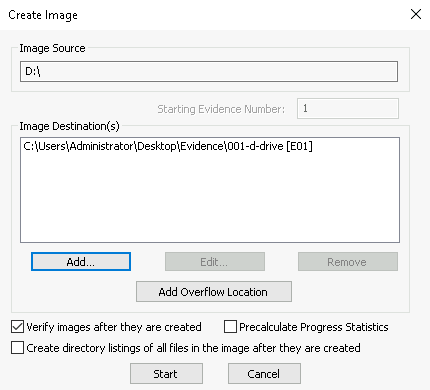 Create Image
Image Source
D:\
Starting Evidence Number: 1
Image Destination(s)
C:\Users\Administrator\Desktop\Evidence\001-d-drive [E01]
Add... Edit... Remove
Add Overflow Location
Verify images after they are created Precalculate Progress Statistics
Create directory listings of all files in the image after they are created
Start Cancel